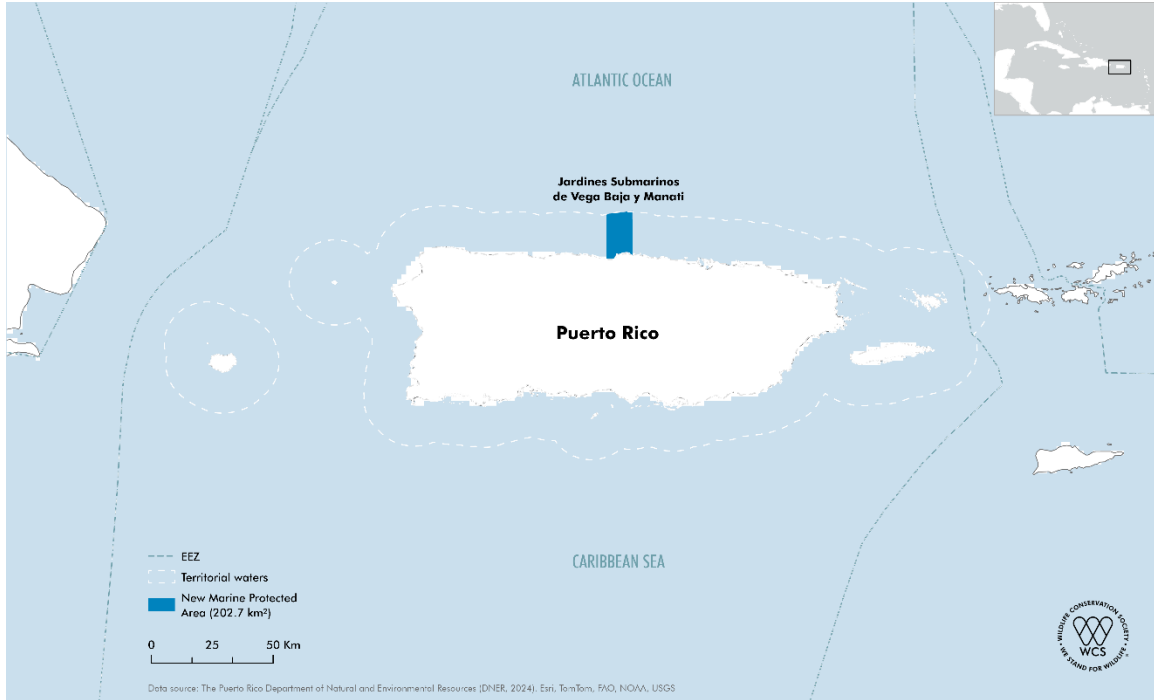 ATLANTIC OCEAN
Jardines Submarinos
de Vega Baja y Manatí
Puerto Rico
CARIBBEAN SEA
EEZ
Territorial waters
New Marine Protected
Area (202.7 km²)
0 25 50 Km
WILDLIFE CONSERVATION SOCIETY
WCS
WE STAND FOR WILDLIFE
Data source: The Puerto Rico Department of Natural and Environmental Resources (DNER, 2024). Esri, TomTom, FAO, NOAA, USGS